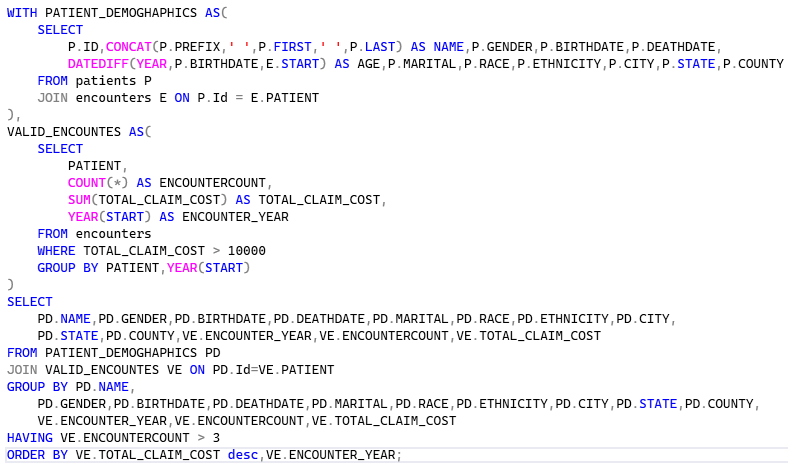 WITH PATIENT_DEMOGHAPHICS AS(
SELECT
P.ID,CONCAT(P.PREFIX,' ',P.FIRST,' ',P.LAST) AS NAME,P.GENDER,P.BIRTHDATE,P.DEATHDATE,
DATEDIFF(YEAR,P.BIRTHDATE,E.START) AS AGE,P.MARITAL,P.RACE,P.ETHNICITY,P.CITY,P.STATE,P.COUNTY
FROM patients P
JOIN encounters E ON P.Id = E.PATIENT
),
VALID_ENCOUNTES AS(
SELECT
PATIENT,
COUNT(*) AS ENCOUNTERCOUNT,
SUM(TOTAL_CLAIM_COST) AS TOTAL_CLAIM_COST,
YEAR(START) AS ENCOUNTER_YEAR
FROM encounters
WHERE TOTAL_CLAIM_COST > 10000
GROUP BY PATIENT,YEAR(START)
)
SELECT
PD.NAME,PD.GENDER,PD.BIRTHDATE,PD.DEATHDATE,PD.MARITAL,PD.RACE,PD.ETHNICITY,PD.CITY,
PD.STATE,PD.COUNTY,VE.ENCOUNTER_YEAR,VE.ENCOUNTERCOUNT,VE.TOTAL_CLAIM_COST
FROM PATIENT_DEMOGHAPHICS PD
JOIN VALID_ENCOUNTES VE ON PD.Id=VE.PATIENT
GROUP BY PD.NAME,
PD.GENDER,PD.BIRTHDATE,PD.DEATHDATE,PD.MARITAL,PD.RACE,PD.ETHNICITY,PD.CITY,PD.STATE,PD.COUNTY,
VE.ENCOUNTER_YEAR,VE.ENCOUNTERCOUNT,VE.TOTAL_CLAIM_COST
HAVING VE.ENCOUNTERCOUNT > 3
ORDER BY VE.TOTAL_CLAIM_COST desc,VE.ENCOUNTER_YEAR;